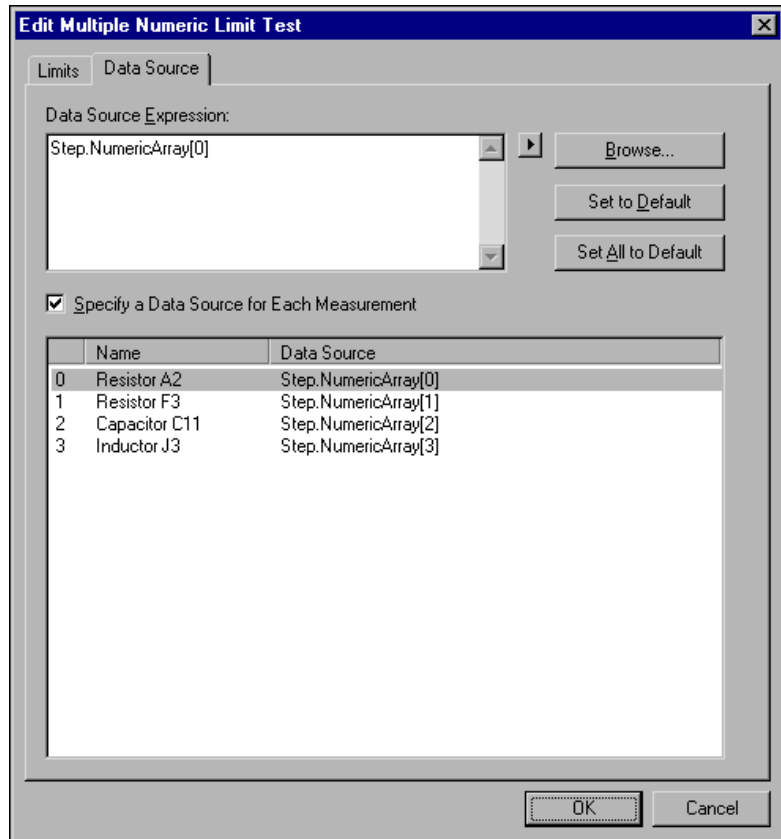 Edit Multiple Numeric Limit Test
Limits Data Source
Data Source Expression:
Step.NumericArray[0]
Browse...
Set to Default
Set All to Default
Specify a Data Source for Each Measurement
Name Data Source
0 Resistor A2 Step.NumericArray[0]
1 Resistor F3 Step.NumericArray[1]
2 Capacitor C11 Step.NumericArray[2]
3 Inductor J3 Step.NumericArray[3]
OK Cancel